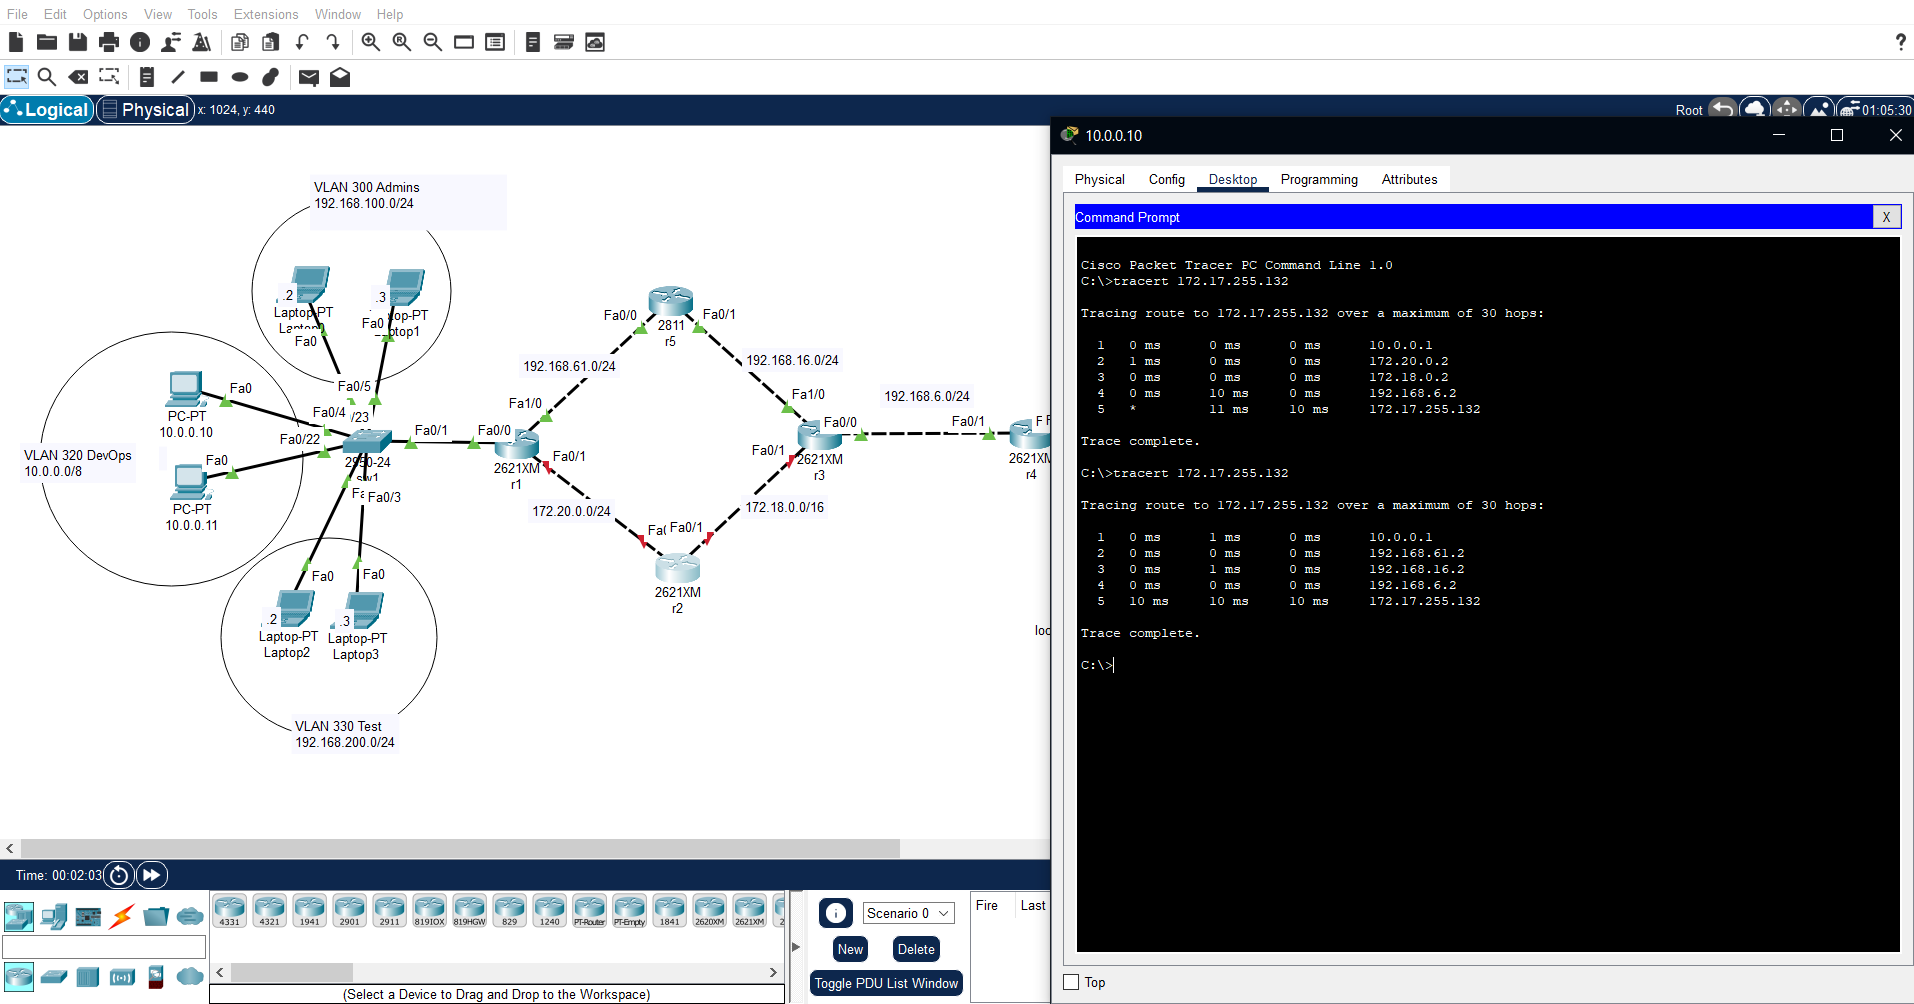 File Edit Options View Tools Extensions Window Help
?
Logical Physical x: 1024, y: 440
Root 01:05:30
VLAN 300 Admins
192.168.100.0/24
.2
Laptop-PT
Fa0
.3
Fa0
Fa0/5
PC-PT
10.0.0.10
Fa0
Fa0/4
/23
Fa0/22
VLAN 320 DevOps
10.0.0.0/8
Fa0
PC-PT
10.0.0.11
2950-24
sw1
Fa0/3
Fa0/1
Fa0/0
2621XM
r1
Fa1/0
Fa0/1
192.168.61.0/24
Fa0/0
2811
r5
Fa0/1
192.168.16.0/24
Fa1/0
Fa0/0
Fa0/1
2621XM
r3
192.168.6.0/24
Fa0/1
r4
172.20.0.0/24
172.18.0.0/16
Fa0/1
2621XM
r2
Fa0
Fa0
.2
Laptop-PT
Laptop2
.3
Laptop-PT
Laptop3
VLAN 330 Test
192.168.200.0/24
10.0.0.10
Physical Config Desktop Programming Attributes
Command Prompt X
Cisco Packet Tracer PC Command Line 1.0
C:\>tracert 172.17.255.132
Tracing route to 172.17.255.132 over a maximum of 30 hops:
1 0 ms 0 ms 0 ms 10.0.0.1
2 1 ms 0 ms 0 ms 172.20.0.2
3 0 ms 0 ms 0 ms 172.18.0.2
4 0 ms 10 ms 0 ms 192.168.6.2
5 * 11 ms 10 ms 172.17.255.132
Trace complete.
C:\>tracert 172.17.255.132
Tracing route to 172.17.255.132 over a maximum of 30 hops:
1 0 ms 1 ms 0 ms 10.0.0.1
2 0 ms 0 ms 0 ms 192.168.61.2
3 0 ms 1 ms 0 ms 192.168.16.2
4 0 ms 0 ms 0 ms 192.168.6.2
5 10 ms 10 ms 10 ms 172.17.255.132
Trace complete.
C:\>
Top
Time: 00:02:03
4331 4321 1941 2901 2911 819IOX 819HGW 829 1240 PT-Router PT-Empty 1841 2620XM 2621XM
(Select a Device to Drag and Drop to the Workspace)
Scenario 0
New Delete
Toggle PDU List Window
Fire Last